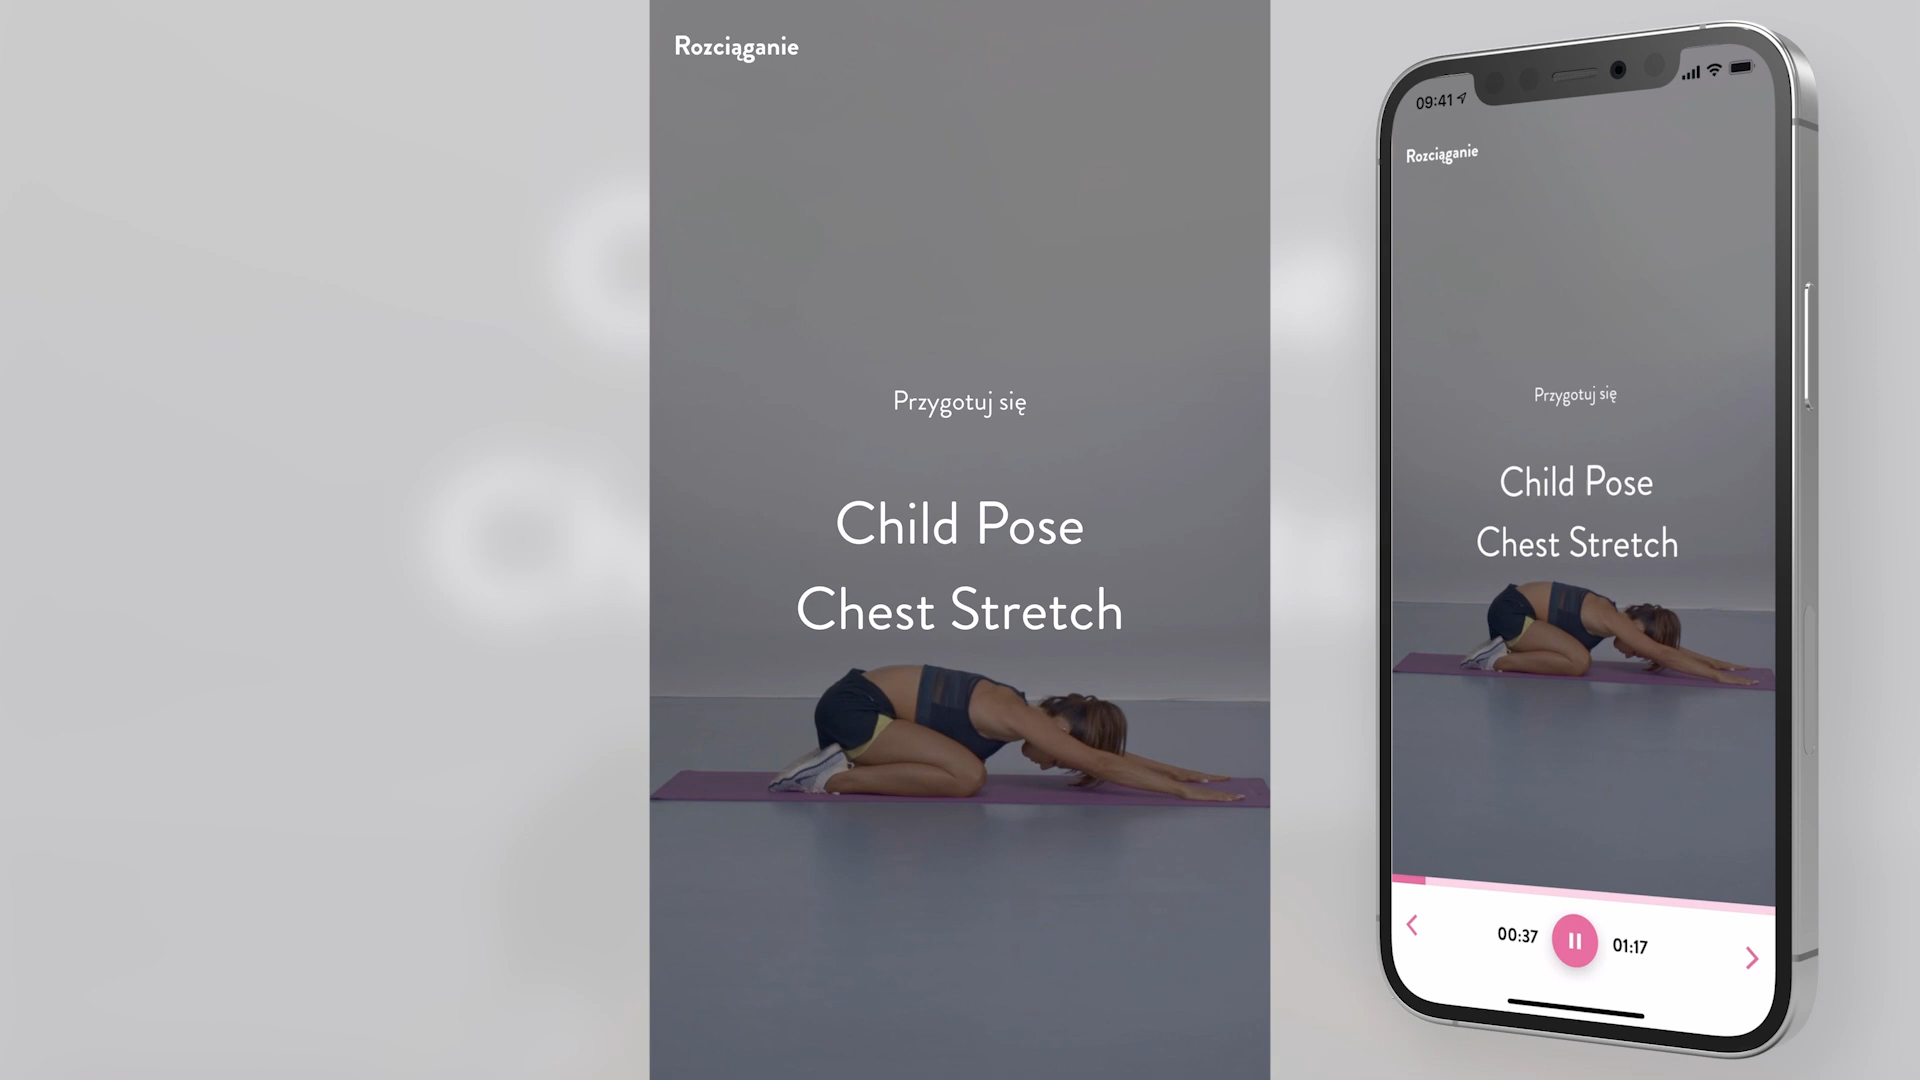 Rozciąganie
Przygotuj się
Child Pose
Chest Stretch
09:41
Rozciąganie
Przygotuj się
Child Pose
Chest Stretch
00:37
01:17